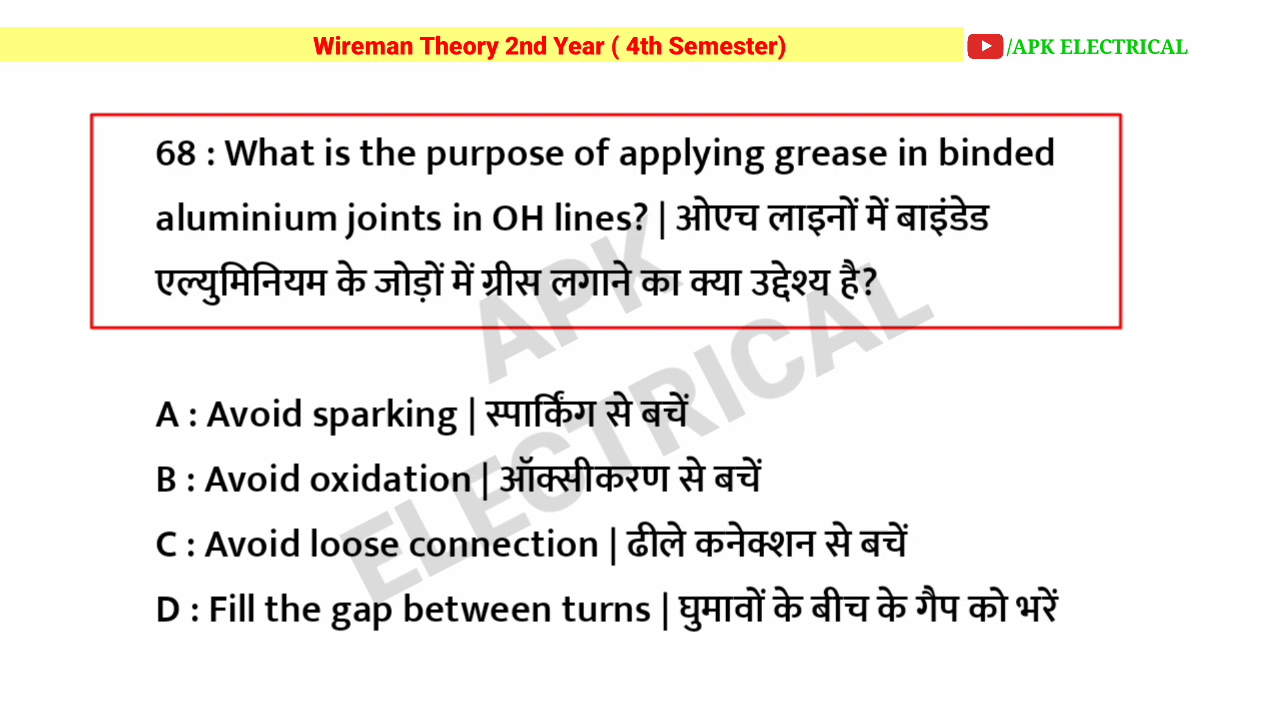 Wireman Theory 2nd Year ( 4th Semester)
/APK ELECTRICAL
68 : What is the purpose of applying grease in binded
aluminium joints in OH lines? | ओएच लाइनों में बाइंडेड
एल्युमिनियम के जोड़ों में ग्रीस लगाने का क्या उद्देश्य है?
APK
ELECTRICAL
A : Avoid sparking | स्पार्किंग से बचें
B : Avoid oxidation | ऑक्सीकरण से बचें
C : Avoid loose connection | ढीले कनेक्शन से बचें
D : Fill the gap between turns | घुमावों के बीच के गैप को भरें